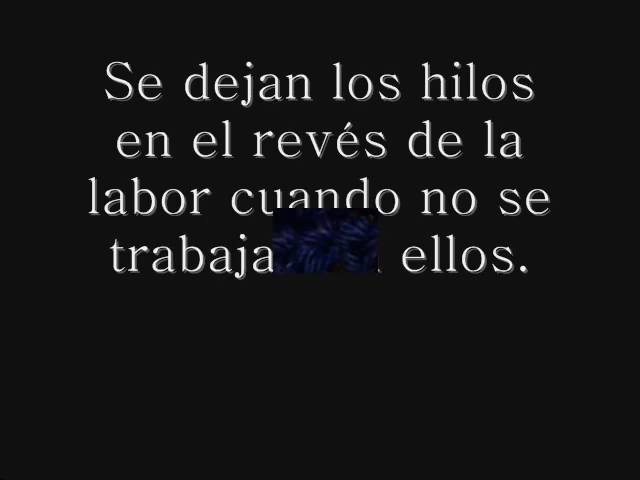 Se dejan los hilos
en el revés de la
labor cuando no se
trabaja ellos.